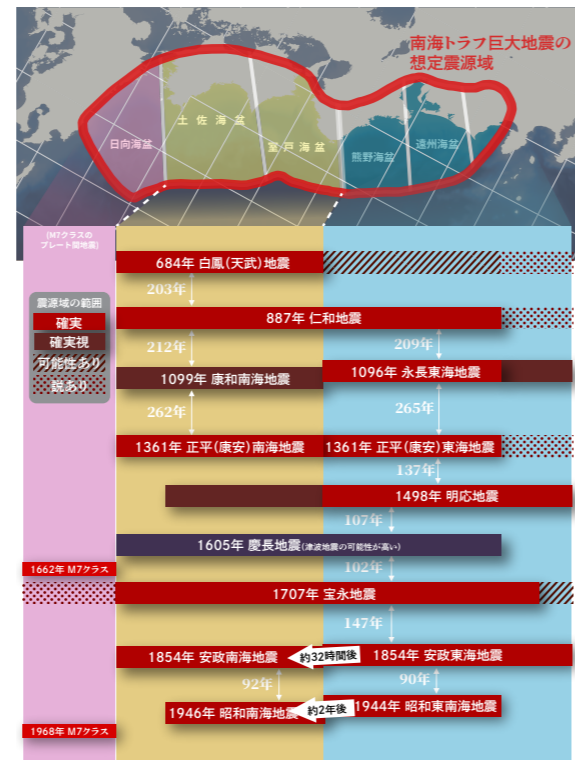 南海トラフ巨大地震の
想定震源域
日向海盆
土佐海盆
室戸海盆
熊野海盆
遠州海盆
(M7クラスの
プレート間地震)
684年 白鳳(天武)地震
203年
震源域の範囲
確実
確実視
可能性あり
説あり
887年 仁和地震
212年
209年
1099年 康和南海地震
1096年 永長東海地震
262年
265年
1361年 正平(康安)南海地震
1361年 正平(康安)東海地震
137年
1498年 明応地震
107年
1605年 慶長地震(津波地震の可能性が高い)
102年
1662年 M7クラス
1707年 宝永地震
147年
1854年 安政南海地震
約32時間後
1854年 安政東海地震
92年
90年
1946年 昭和南海地震
約2年後
1944年 昭和東南海地震
1968年 M7クラス